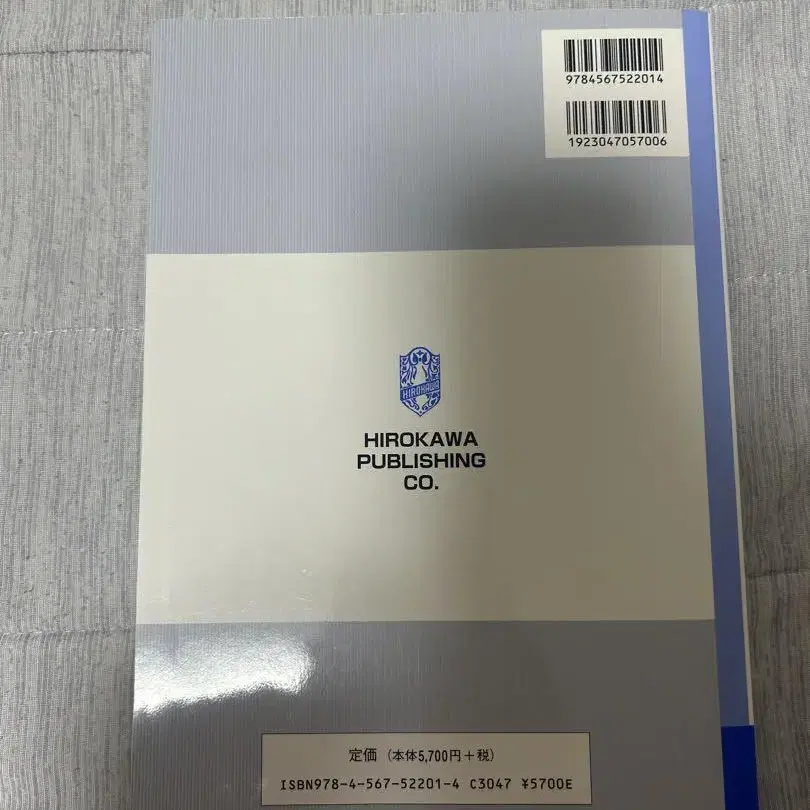 9784567522014
1923047057006
HIROKAWA
HIROKAWA
PUBLISHING
CO.
定価（本体5,700円＋税）
ISBN978-4-567-52201-4 C3047 ¥5700E